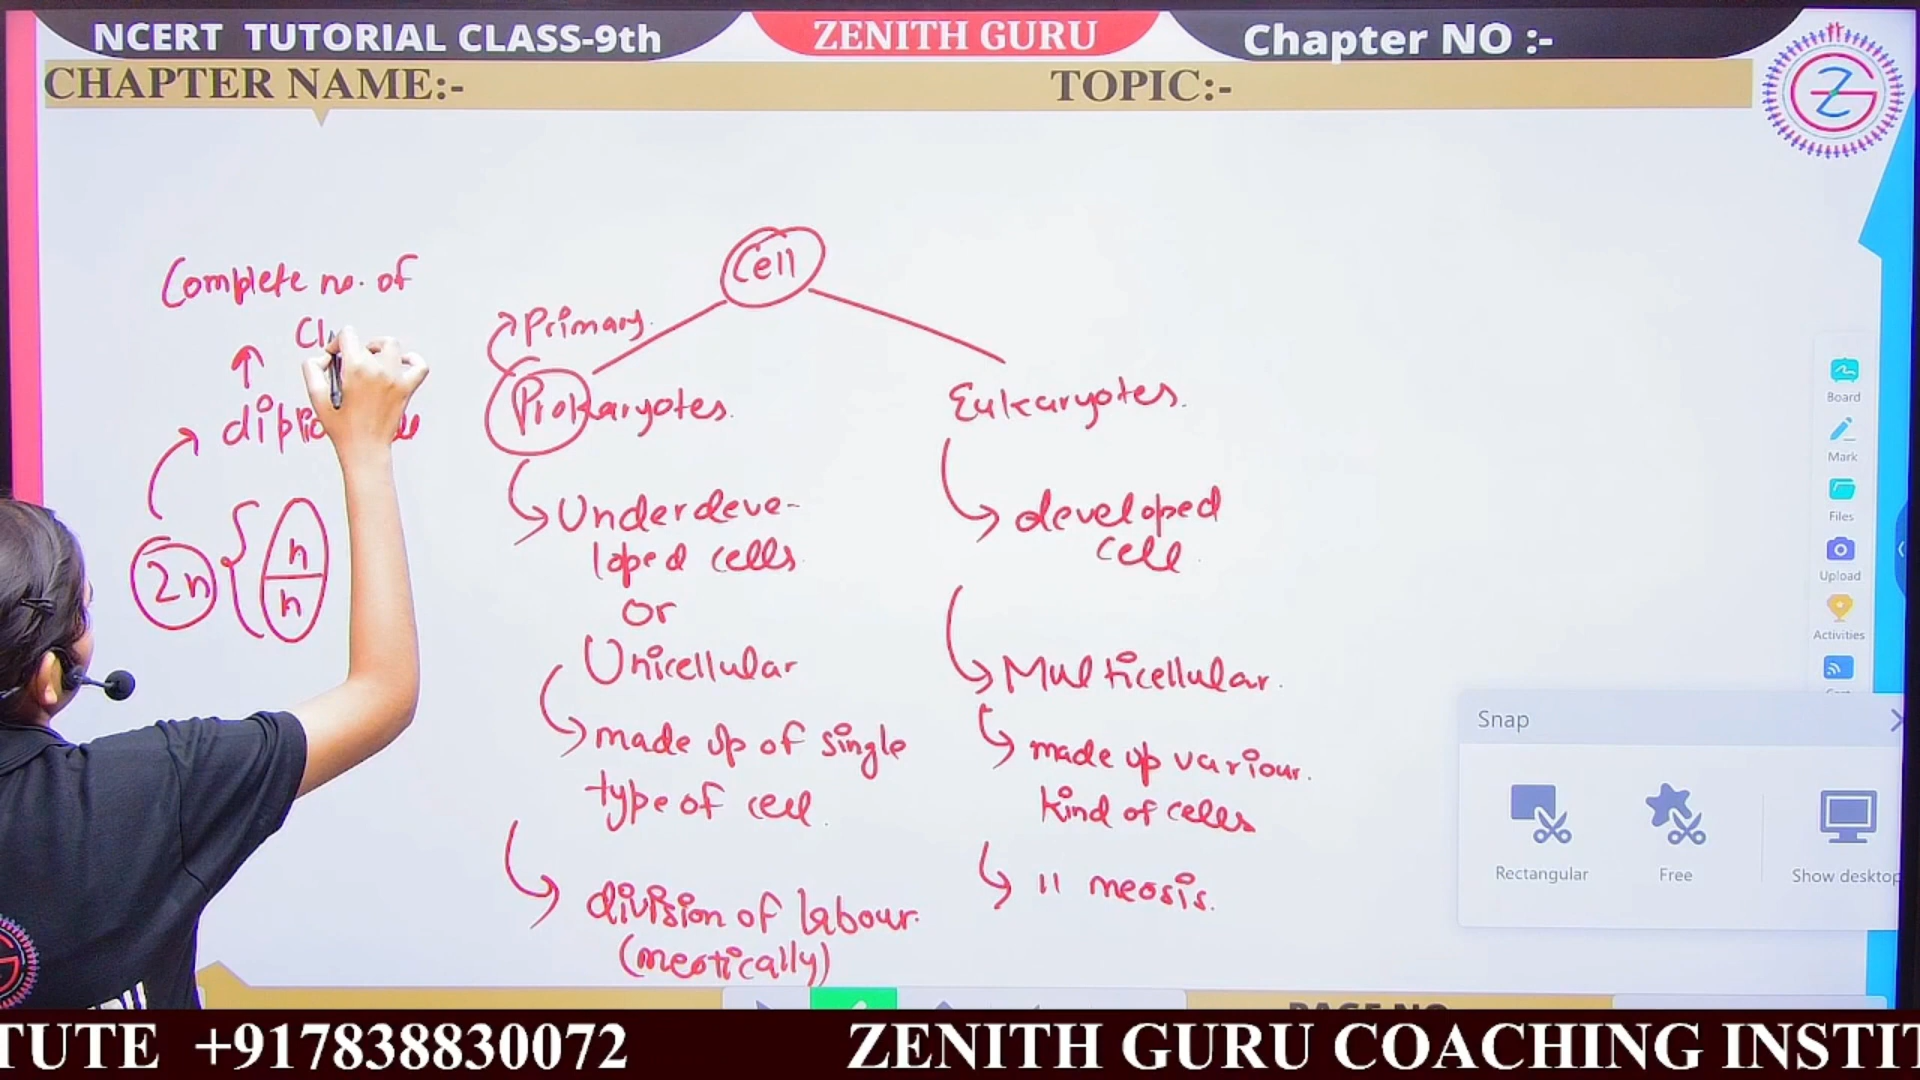 NCERT TUTORIAL CLASS-9th
ZENITH GURU
Chapter NO :-
CHAPTER NAME:-
TOPIC:-
Cell
Complete no. of
Primary.
Prokaryotes.
Eukaryotes.
Underdeve-
loped cells
or
Unicellular
made up of single
type of cell.
division of labour.
(meotically)
developed
cell.
Multicellular.
made up variour.
kind of cells
11 meosis.
2n
n
n
Board
Mark
Files
Upload
Activities
Snap
Rectangular
Free
Show desktop
TUTE +917838830072
ZENITH GURU COACHING INSTIT